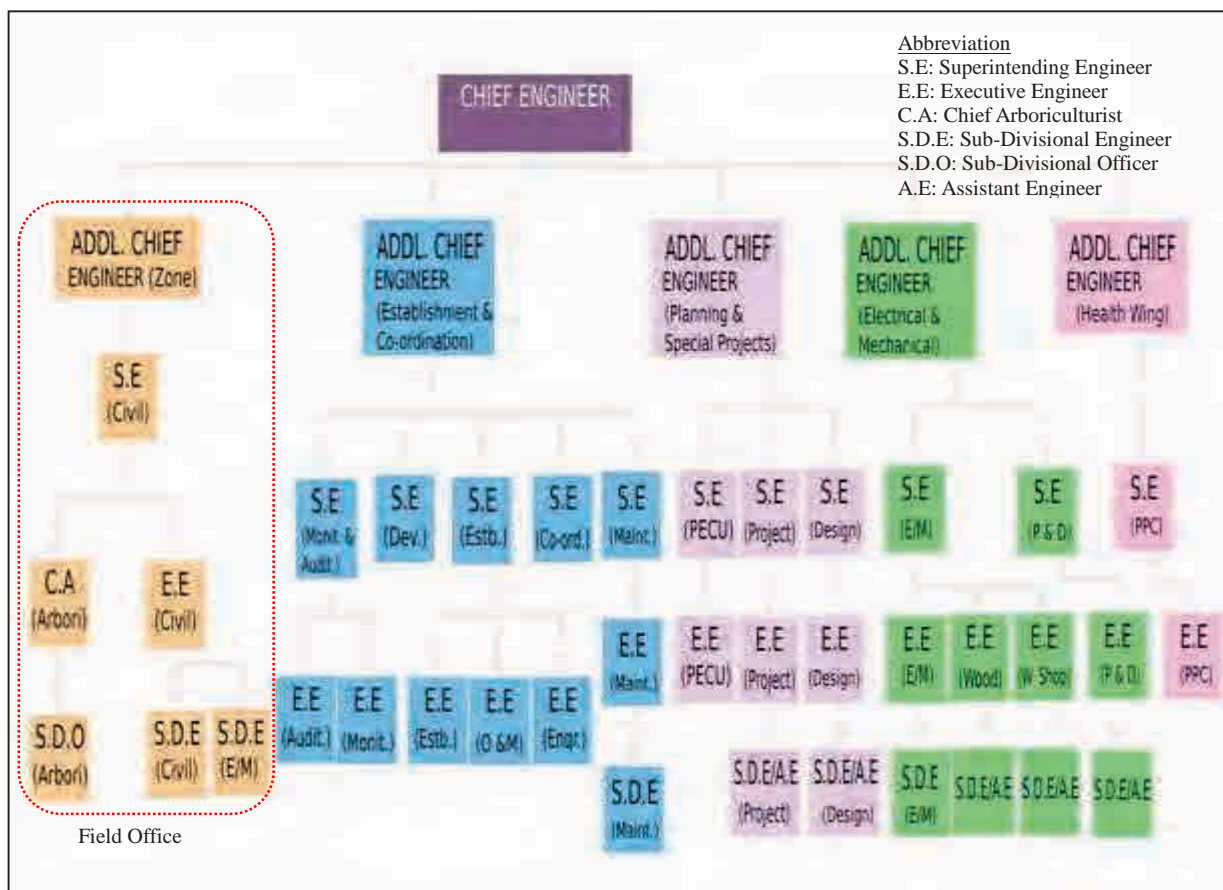 Abbreviation
S.E: Superintending Engineer
E.E: Executive Engineer
C.A: Chief Arboriculturist
S.D.E: Sub-Divisional Engineer
S.D.O: Sub-Divisional Officer
A.E: Assistant Engineer
CHIEF ENGINEER
ADDL. CHIEF
ENGINEER (Zone)
ADDL. CHIEF
ENGINEER
(Establishment &
Co-ordination)
ADDL. CHIEF
ENGINEER
(Planning &
Special Projects)
ADDL. CHIEF
ENGINEER
(Electrical &
Mechanical)
ADDL. CHIEF
ENGINEER
(Health Wing)
S.E
(Civil)
S.E
(Monit. &
Audit.)
S.E
(Dev.)
S.E
(Estb.)
S.E
(Co-ord.)
S.E
(Maint.)
S.E
(PECU)
S.E
(Project)
S.E
(Design)
S.E
(E/M)
S.E
(P & D)
S.E
(PPC)
C.A
(Arbori)
E.E
(Civil)
E.E
(Maint.)
E.E
(PECU)
E.E
(Project)
E.E
(Design)
E.E
(E/M)
E.E
(Wood)
E.E
(W.Shop)
E.E
(P & D)
E.E
(PPC)
E.E
(Audit.)
E.E
(Monit.)
E.E
(Estb.)
E.E
(O &M)
E.E
(Engr.)
S.D.O
(Arbori)
S.D.E
(Civil)
S.D.E
(E/M)
S.D.E
(Maint.)
S.D.E/A.E
(Project)
S.D.E/A.E
(Design)
S.D.E
(E/M)
S.D.E/A.E
S.D.E/A.E
S.D.E/A.E
Field Office